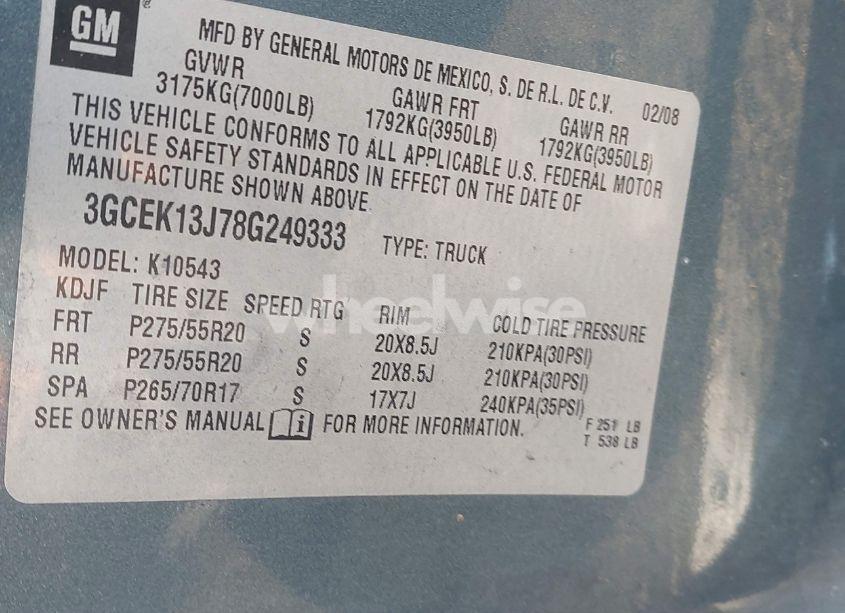 GM
MFD BY GENERAL MOTORS DE MEXICO, S. DE R.L. DE C.V. 02/08
GVWR GAWR FRT GAWR RR
3175KG(7000LB) 1792KG(3950LB) 1792KG(3950LB)
THIS VEHICLE CONFORMS TO ALL APPLICABLE U.S. FEDERAL MOTOR
VEHICLE SAFETY STANDARDS IN EFFECT ON THE DATE OF
MANUFACTURE SHOWN ABOVE
3GCEK13J78G249333 TYPE: TRUCK
MODEL: K10543
KDJF TIRE SIZE SPEED RTG RIM COLD TIRE PRESSURE
FRT P275/55R20 S 20X8.5J 210KPA(30PSI)
RR P275/55R20 S 20X8.5J 210KPA(30PSI)
SPA P265/70R17 S 17X7J 240KPA(35PSI)
SEE OWNER'S MANUAL i FOR MORE INFORMATION.
F 251 LB
T 538 LB
wheelwise